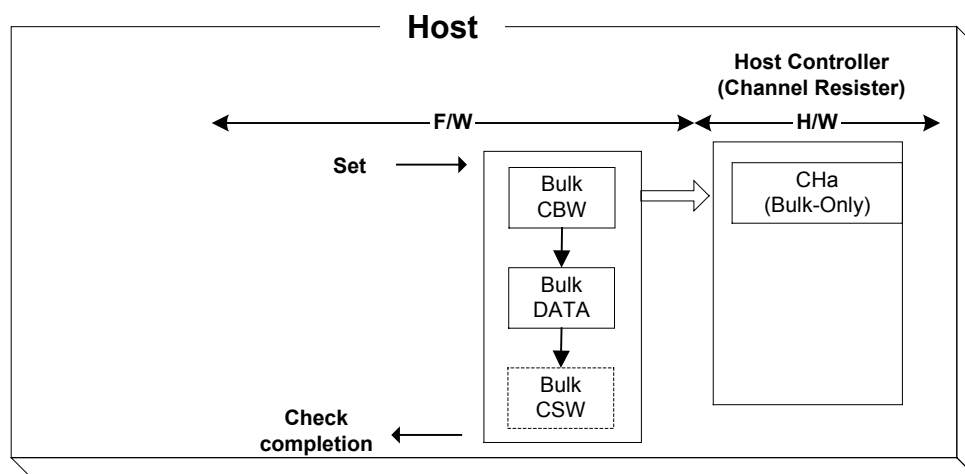 Host
Host Controller
(Channel Resister)
F/W
H/W
Set
Bulk
CBW
CHa
(Bulk-Only)
Bulk
DATA
Bulk
CSW
Check
completion